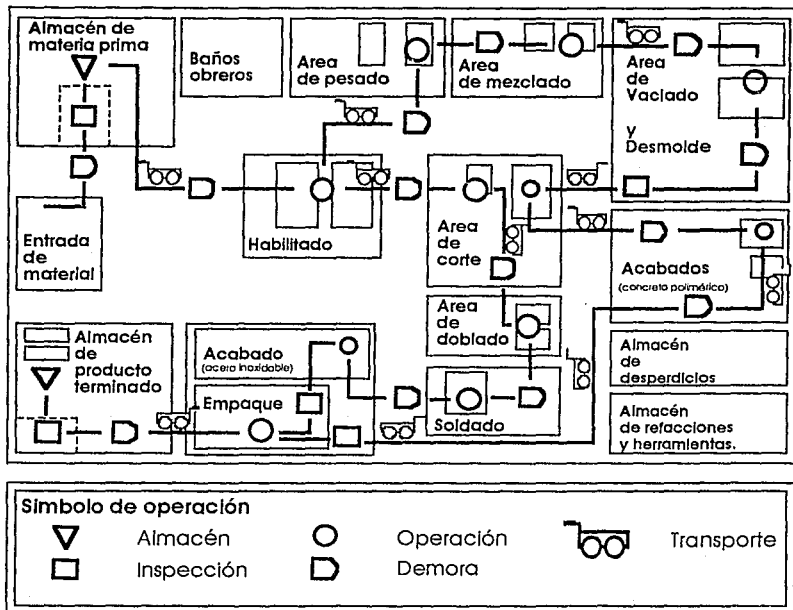 Almacén de
materia prima
Baños
obreros
Area
de pesado
Area
de mezclado
Area
de
Vaciado
y
Desmolde
Entrada
de
material
Habilitado
Area
de
corte
Acabados
(concreto polimérico)
Area
de
doblado
Almacén
de
producto
terminado
Acabado
(acero inoxidable)
Empaque
Soldado
Almacén
de
desperdicios
Almacén
de refacciones
y herramientas.
Simbolo de operación
Almacén
Operación
Transporte
Inspección
Demora